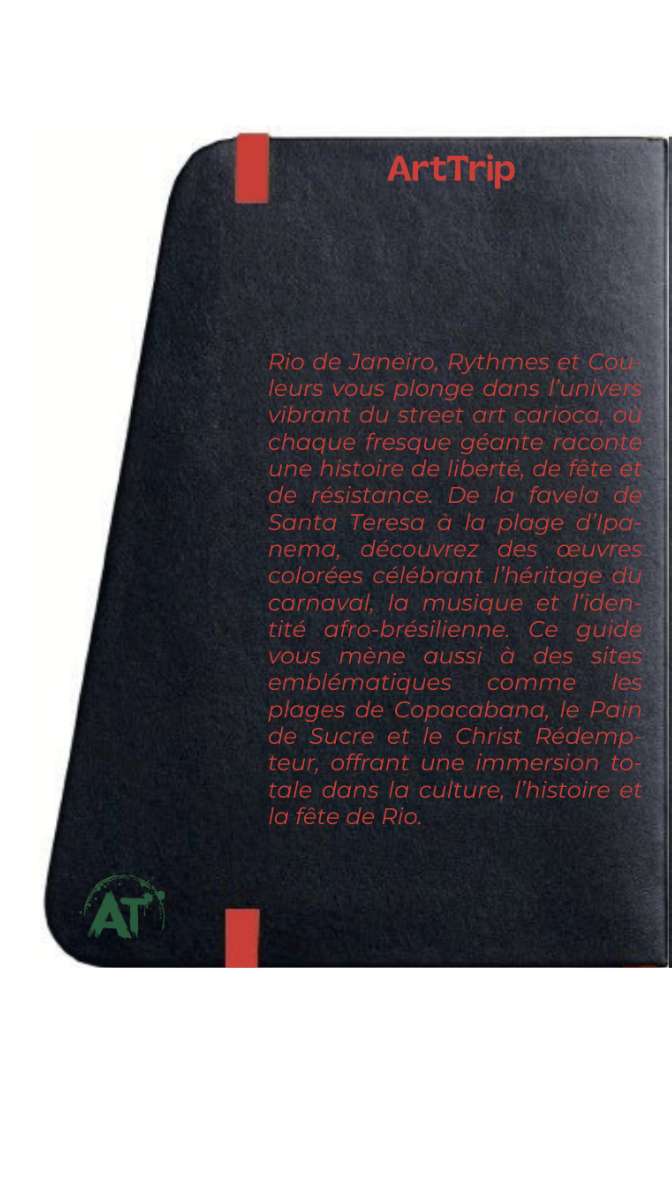 ArtTrip
Rio de Janeiro, Rythmes et Cou-
leurs vous plonge dans l'univers
vibrant du street art carioca, où
chaque fresque géante raconte
une histoire de liberté, de fête et
de résistance. De la favela de
Santa Teresa à la plage d'Ipa-
nema, découvrez des œuvres
colorées célébrant l'héritage du
carnaval, la musique et l'iden-
tité afro-brésilienne. Ce guide
vous mène aussi à des sites
emblématiques comme les
plages de Copacabana, le Pain
de Sucre et le Christ Rédemp-
teur, offrant une immersion to-
tale dans la culture, l'histoire et
la fête de Rio.
AT